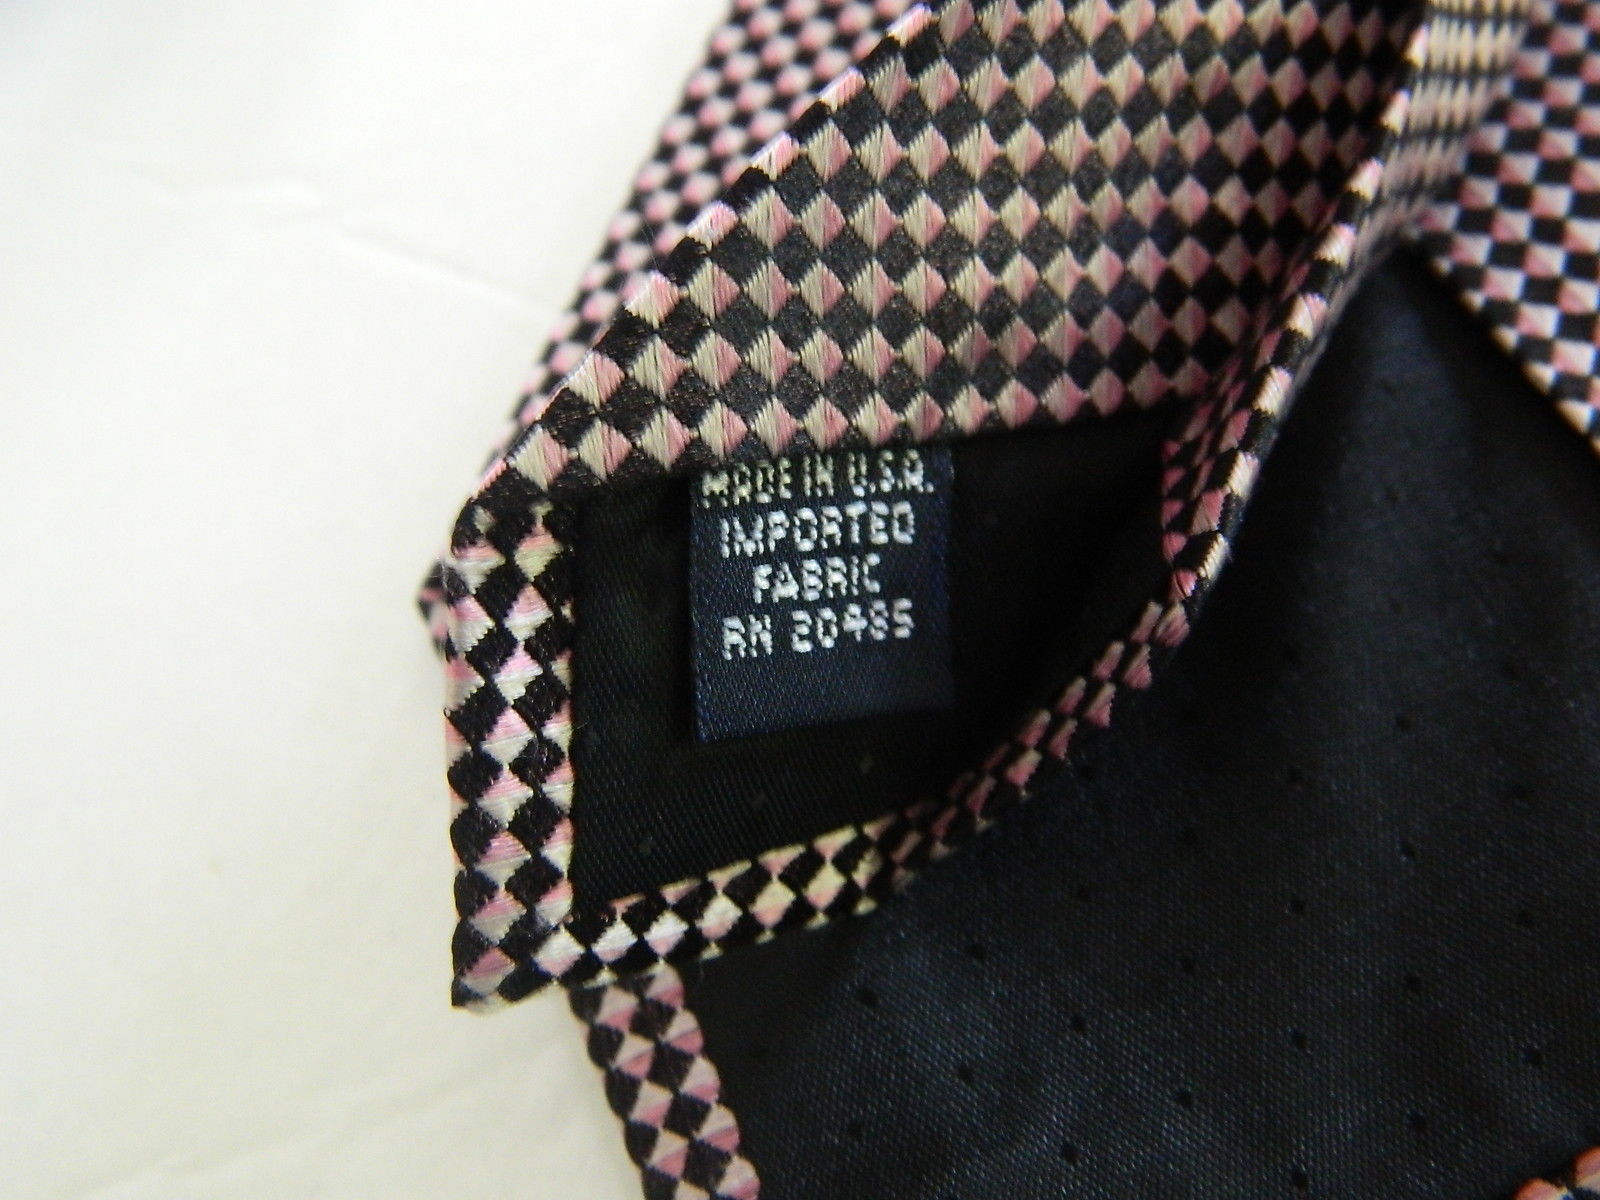 MADE IN U.S.A.
IMPORTED
FABRIC
RN 20485